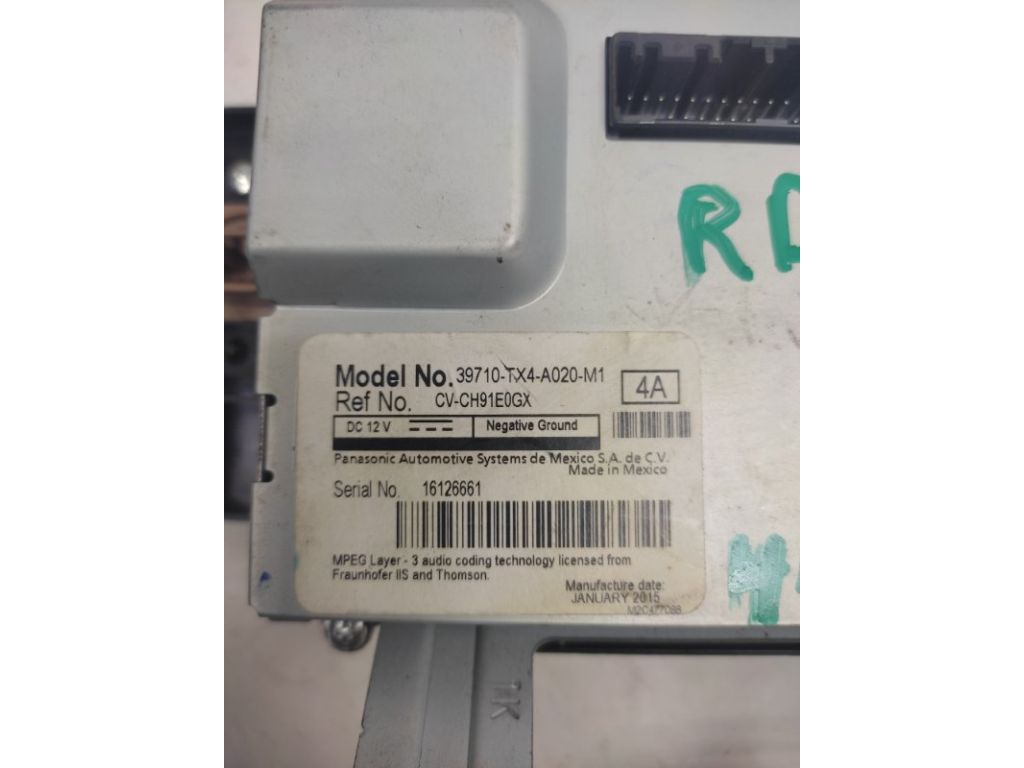 RD
Model No. 39710-TX4-A020-M1
4A
Ref No. CV-CH91E0GX
DC 12 V
Negative Ground
Panasonic Automotive Systems de Mexico S.A. de C.V.
Made in Mexico
Serial No. 16126661
MPEG Layer - 3 audio coding technology licensed from
Fraunhofer IIS and Thomson.
Manufacture date:
JANUARY 2015